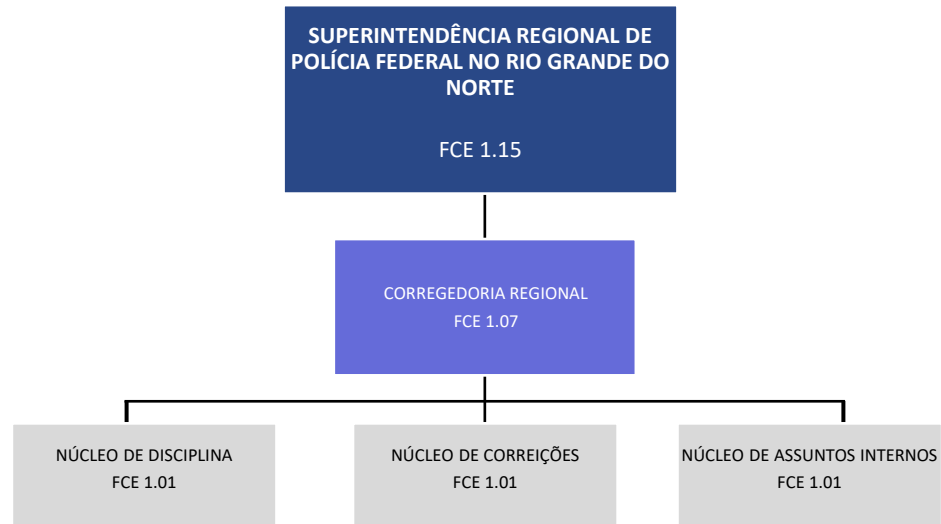 SUPERINTENDÊNCIA REGIONAL DE
POLÍCIA FEDERAL NO RIO GRANDE DO
NORTE
FCE 1.15
CORREGEDORIA REGIONAL
FCE 1.07
NÚCLEO DE DISCIPLINA
FCE 1.01
NÚCLEO DE CORREIÇÕES
FCE 1.01
NÚCLEO DE ASSUNTOS INTERNOS
FCE 1.01